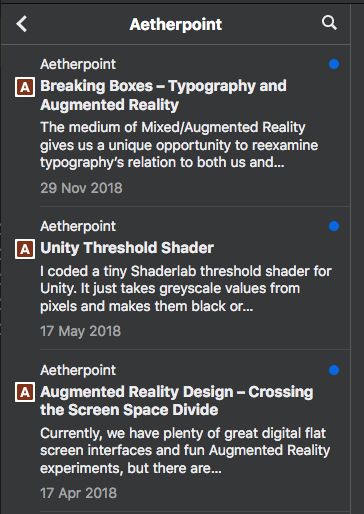 Aetherpoint
Aetherpoint
A Breaking Boxes – Typography and
Augmented Reality
The medium of Mixed/Augmented Reality
gives us a unique opportunity to reexamine
typography’s relation to both us and...
29 Nov 2018
Aetherpoint
A Unity Threshold Shader
I coded a tiny Shaderlab threshold shader for
Unity. It just takes greyscale values from
pixels and makes them black or...
17 May 2018
Aetherpoint
A Augmented Reality Design – Crossing
the Screen Space Divide
Currently, we have plenty of great digital flat
screen interfaces and fun Augmented Reality
experiments, but there are...
17 Apr 2018